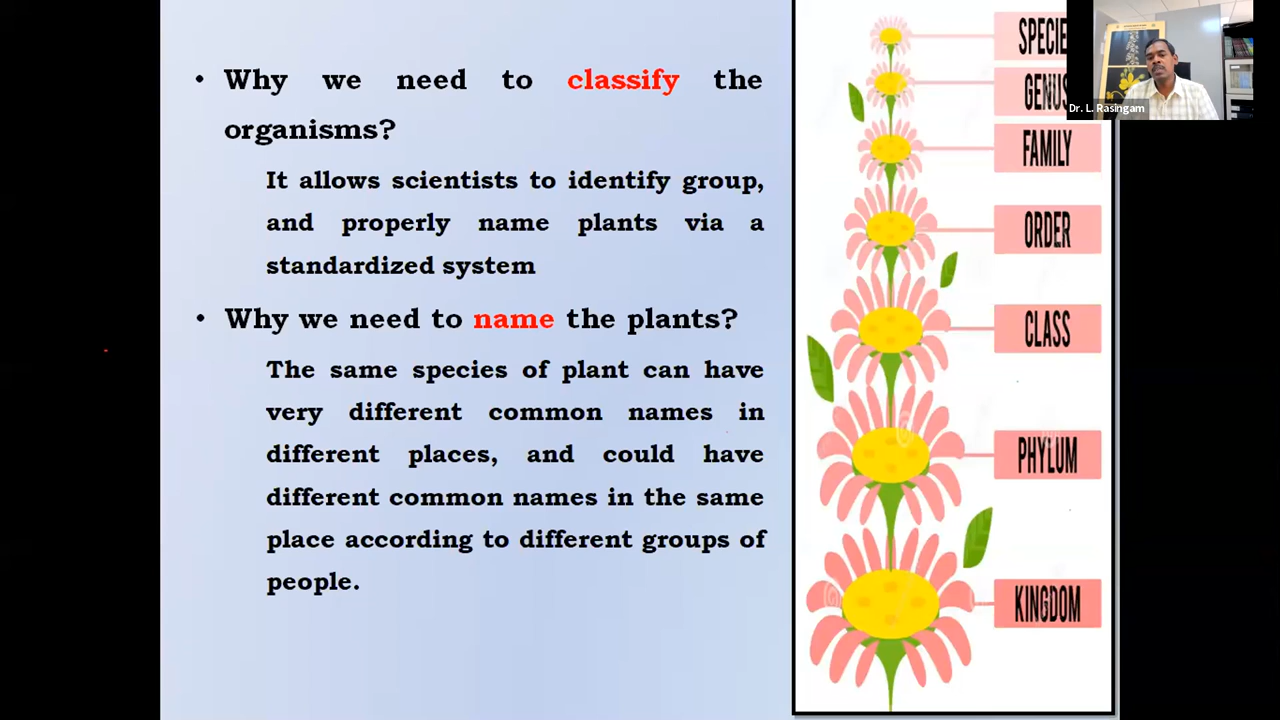 • Why we need to classify the
organisms?
It allows scientists to identify group,
and properly name plants via a
standardized system
• Why we need to name the plants?
The same species of plant can have
very different common names in
different places, and could have
different common names in the same
place according to different groups of
people.
SPECIE
GENUS
FAMILY
ORDER
CLASS
PHYLUM
KINGDOM
Dr. L. Rasingam